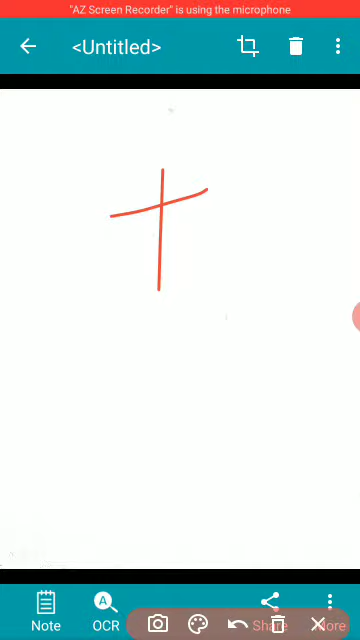 "AZ Screen Recorder" is using the microphone
<Untitled>
Note
OCR
Share
More